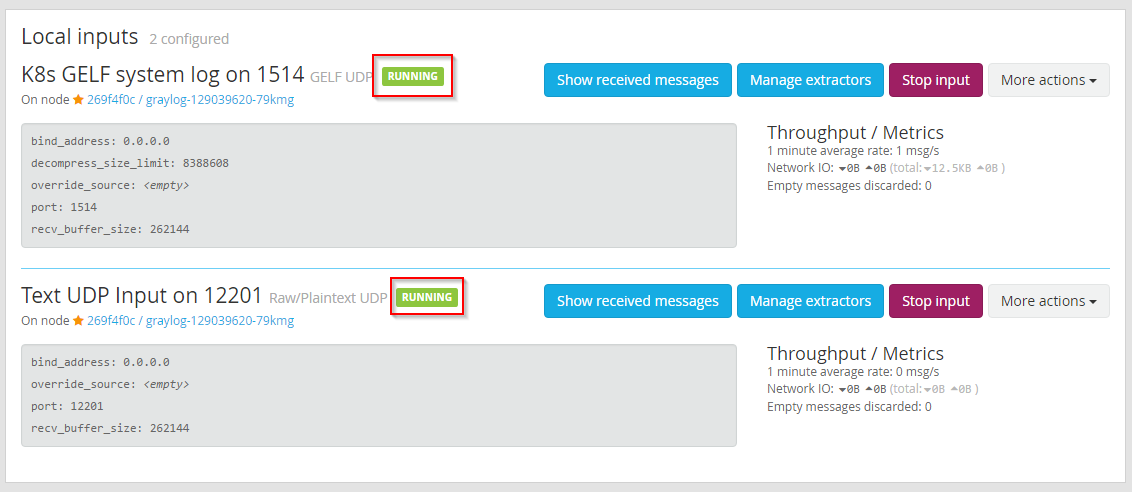 Local inputs 2 configured
K8s GELF system log on 1514 GELF UDP RUNNING
Show received messages Manage extractors Stop input More actions
On node 269f4f0c / graylog-129039620-79kmg
bind_address: 0.0.0.0
decompress_size_limit: 8388608
override_source: <empty>
port: 1514
recv_buffer_size: 262144
Throughput / Metrics
1 minute average rate: 1 msg/s
Network IO: 0B 0B (total: 12.5KB 0B )
Empty messages discarded: 0
Text UDP Input on 12201 Raw/Plaintext UDP RUNNING
Show received messages Manage extractors Stop input More actions
On node 269f4f0c / graylog-129039620-79kmg
bind_address: 0.0.0.0
override_source: <empty>
port: 12201
recv_buffer_size: 262144
Throughput / Metrics
1 minute average rate: 0 msg/s
Network IO: 0B 0B (total: 0B 0B )
Empty messages discarded: 0